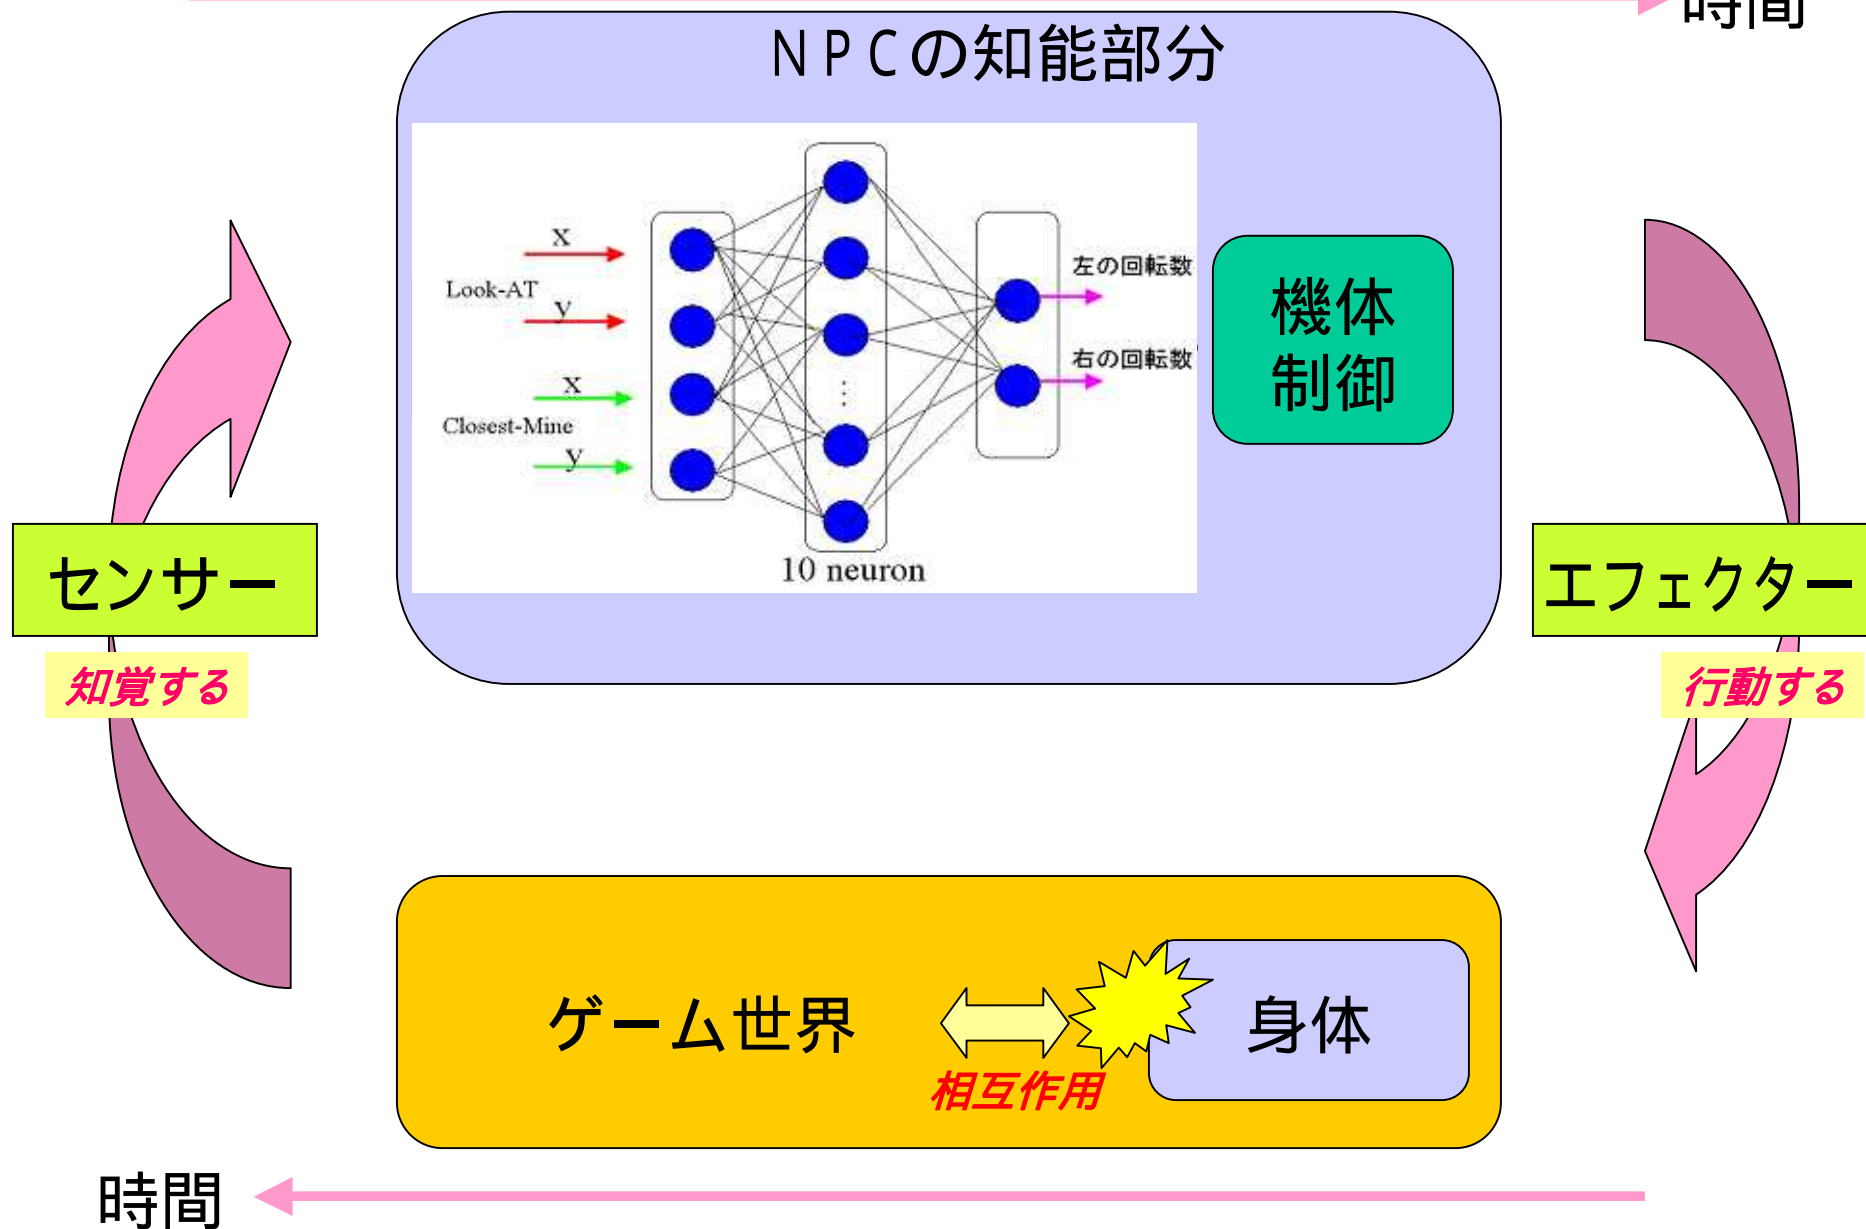 時間
ＮＰＣの知能部分
x
Look-AT
y
x
Closest-Mine
y
10 neuron
左の回転数
右の回転数
機体
制御
センサー
知覚する
エフェクター
行動する
ゲーム世界
相互作用
身体
時間